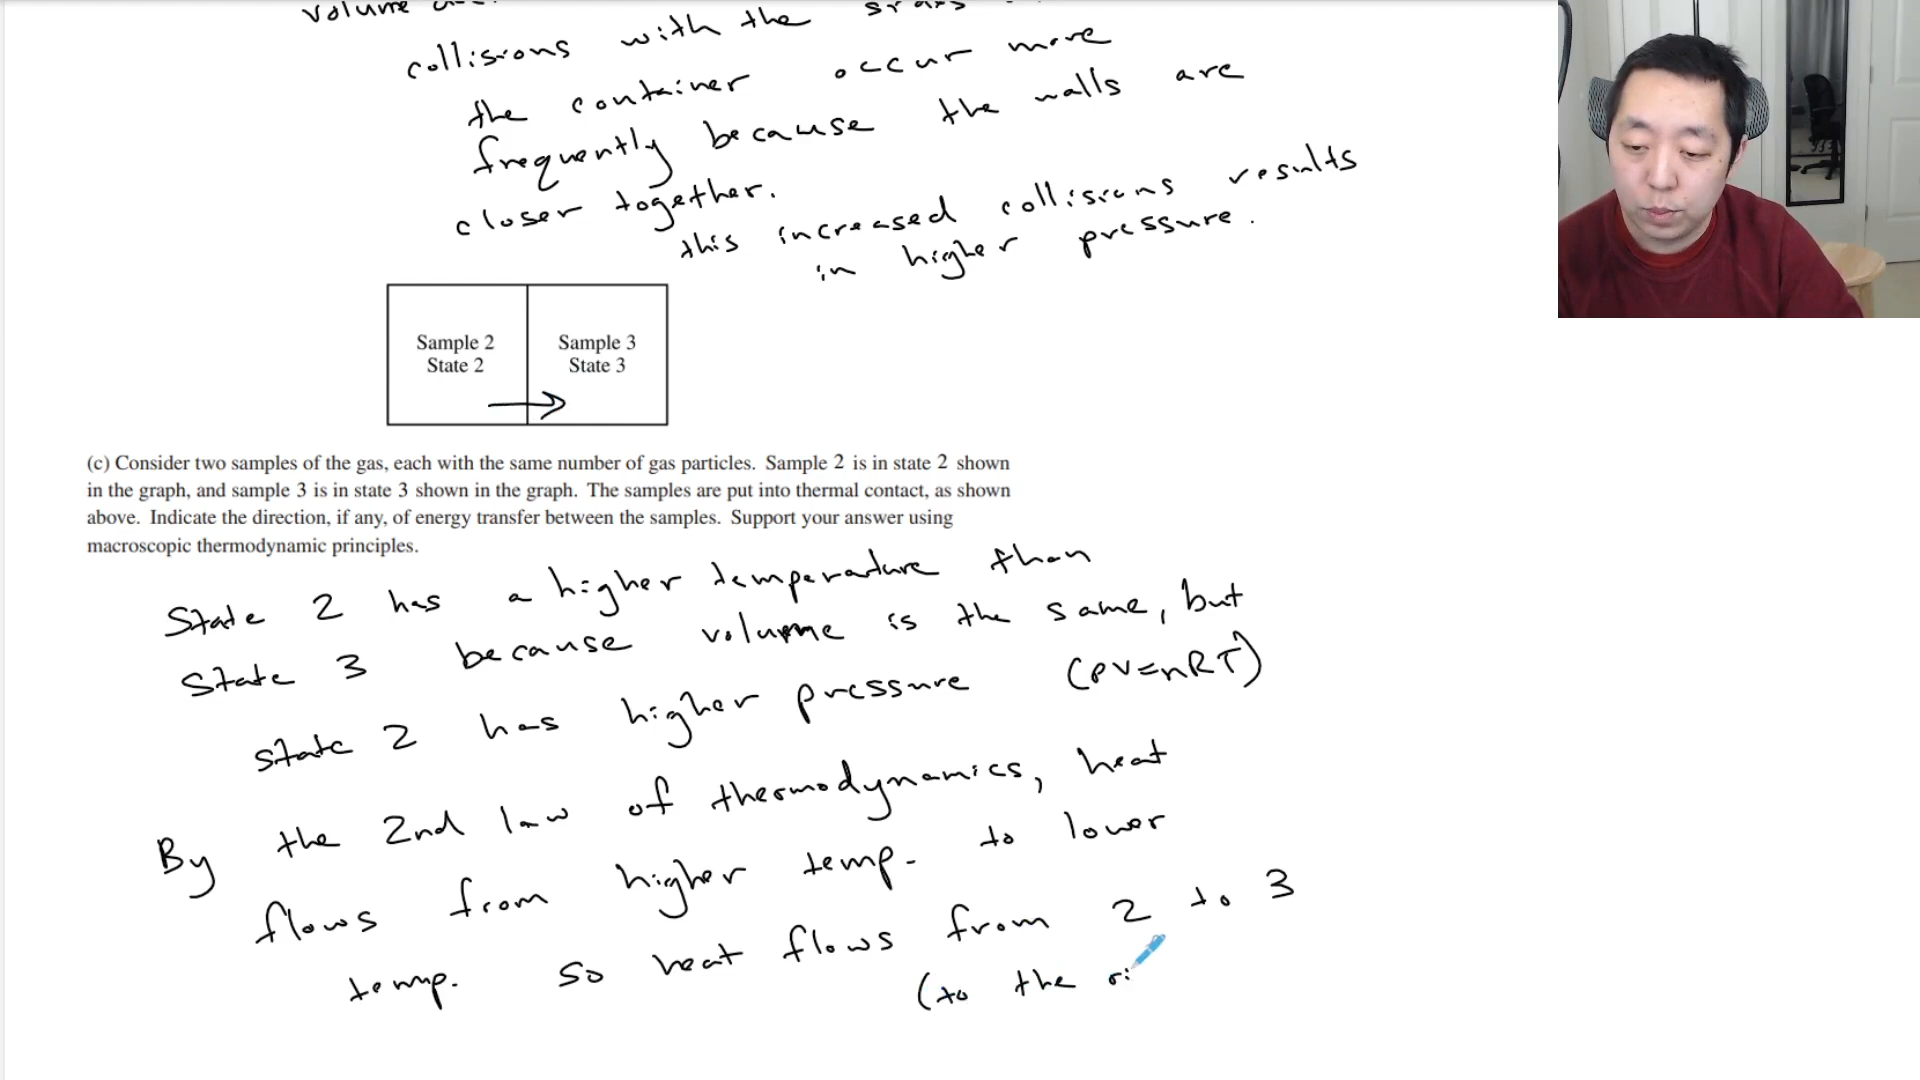 volume
collisions with the
the container occur more
frequently because the walls are
closer together.
this increased collisions results
in higher pressure.
Sample 2
State 2
Sample 3
State 3
(c) Consider two samples of the gas, each with the same number of gas particles. Sample 2 is in state 2 shown
in the graph, and sample 3 is in state 3 shown in the graph. The samples are put into thermal contact, as shown
above. Indicate the direction, if any, of energy transfer between the samples. Support your answer using
macroscopic thermodynamic principles.
State 2 has a higher temperature than
State 3 because volume is the same, but
state 2 has higher pressure (PV=nRT)
By the 2nd law of thermodynamics, heat
flows from higher temp. to lower
temp. So heat flows from 2 to 3
(to the ri